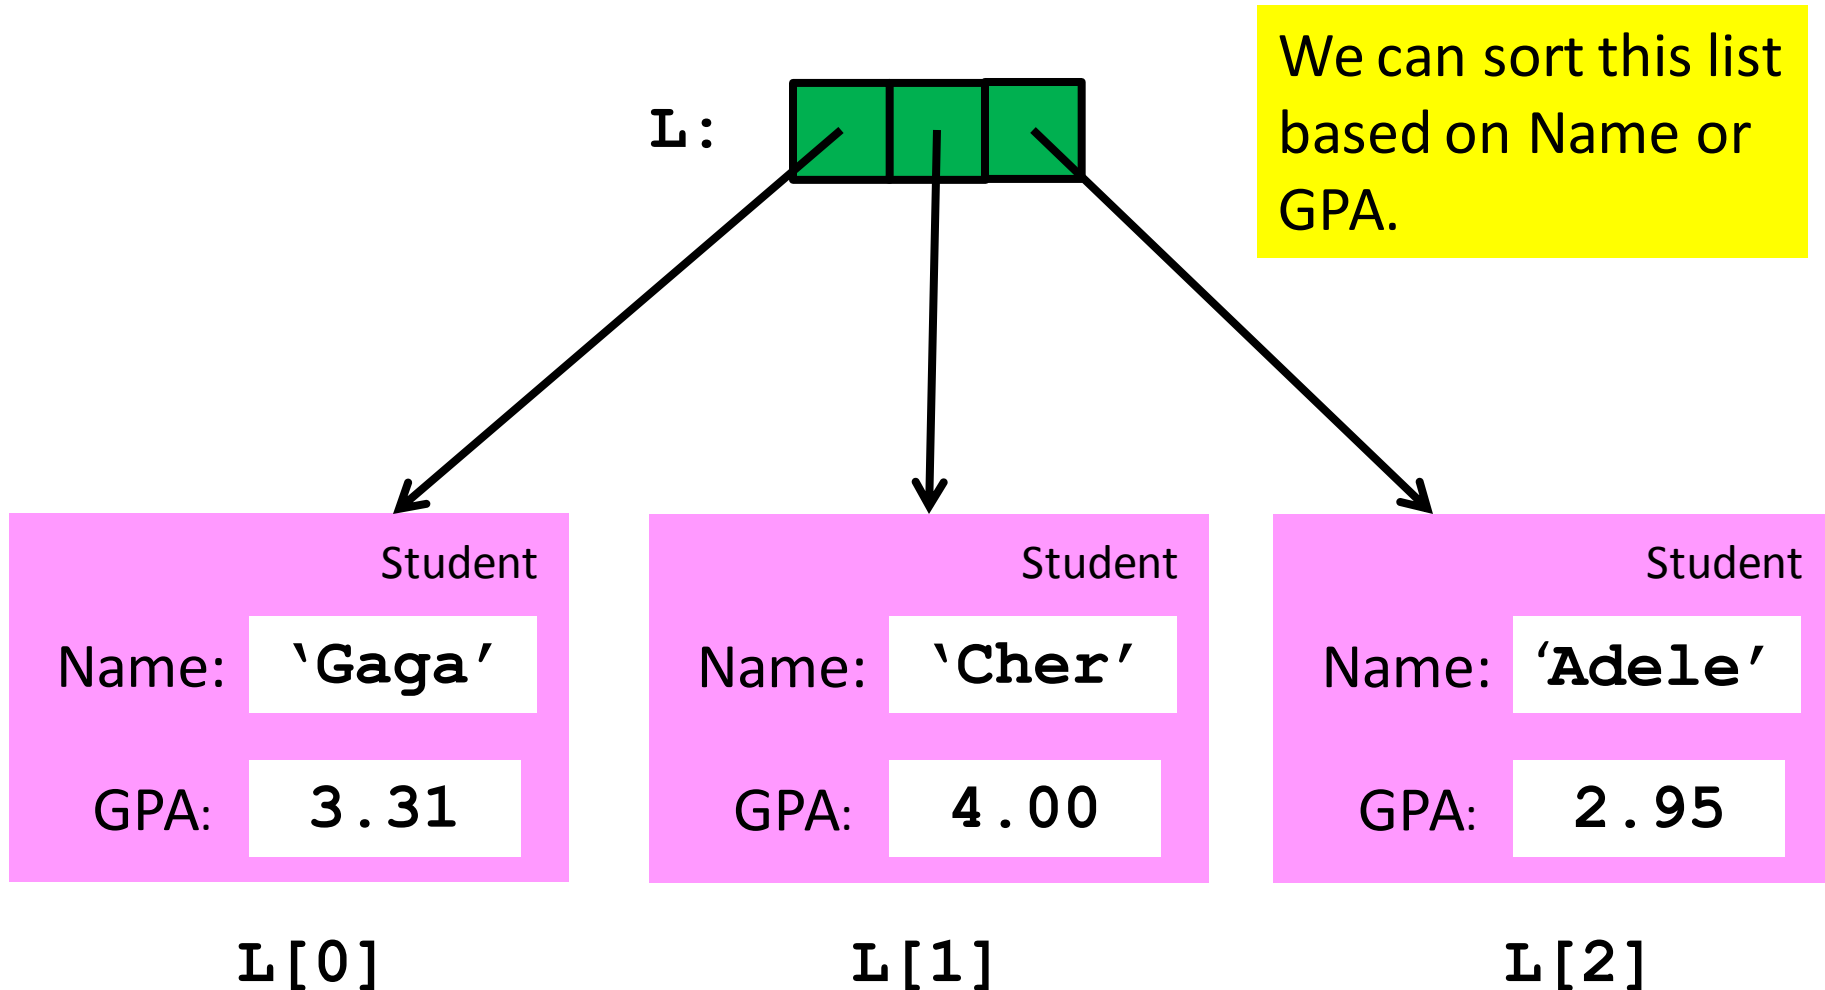 We can sort this list
based on Name or
GPA.
L:
Student
Name: ‘Gaga’
GPA: 3.31
L[0]
Student
Name: ‘Cher’
GPA: 4.00
L[1]
Student
Name: ‘Adele’
GPA: 2.95
L[2]